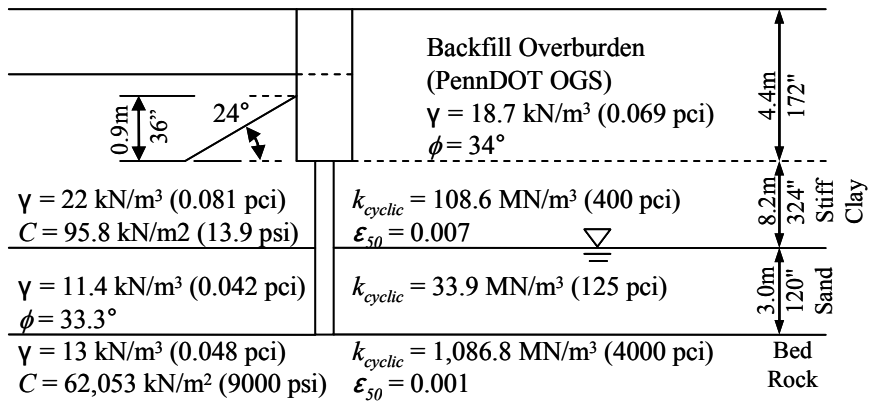 Backfill Overburden
(PennDOT OGS)
γ = 18.7 kN/m³ (0.069 pci)
ϕ = 34°
4.4m
172"
0.9m
36”
24°
γ = 22 kN/m³ (0.081 pci)
C = 95.8 kN/m2 (13.9 psi)
k_cyclic = 108.6 MN/m³ (400 pci)
ε_50 = 0.007
8.2m
324"
Stiff
Clay
γ = 11.4 kN/m³ (0.042 pci)
ϕ = 33.3°
k_cyclic = 33.9 MN/m³ (125 pci)
3.0m
120"
Sand
γ = 13 kN/m³ (0.048 pci)
C = 62,053 kN/m² (9000 psi)
k_cyclic = 1,086.8 MN/m³ (4000 pci)
ε_50 = 0.001
Bed
Rock